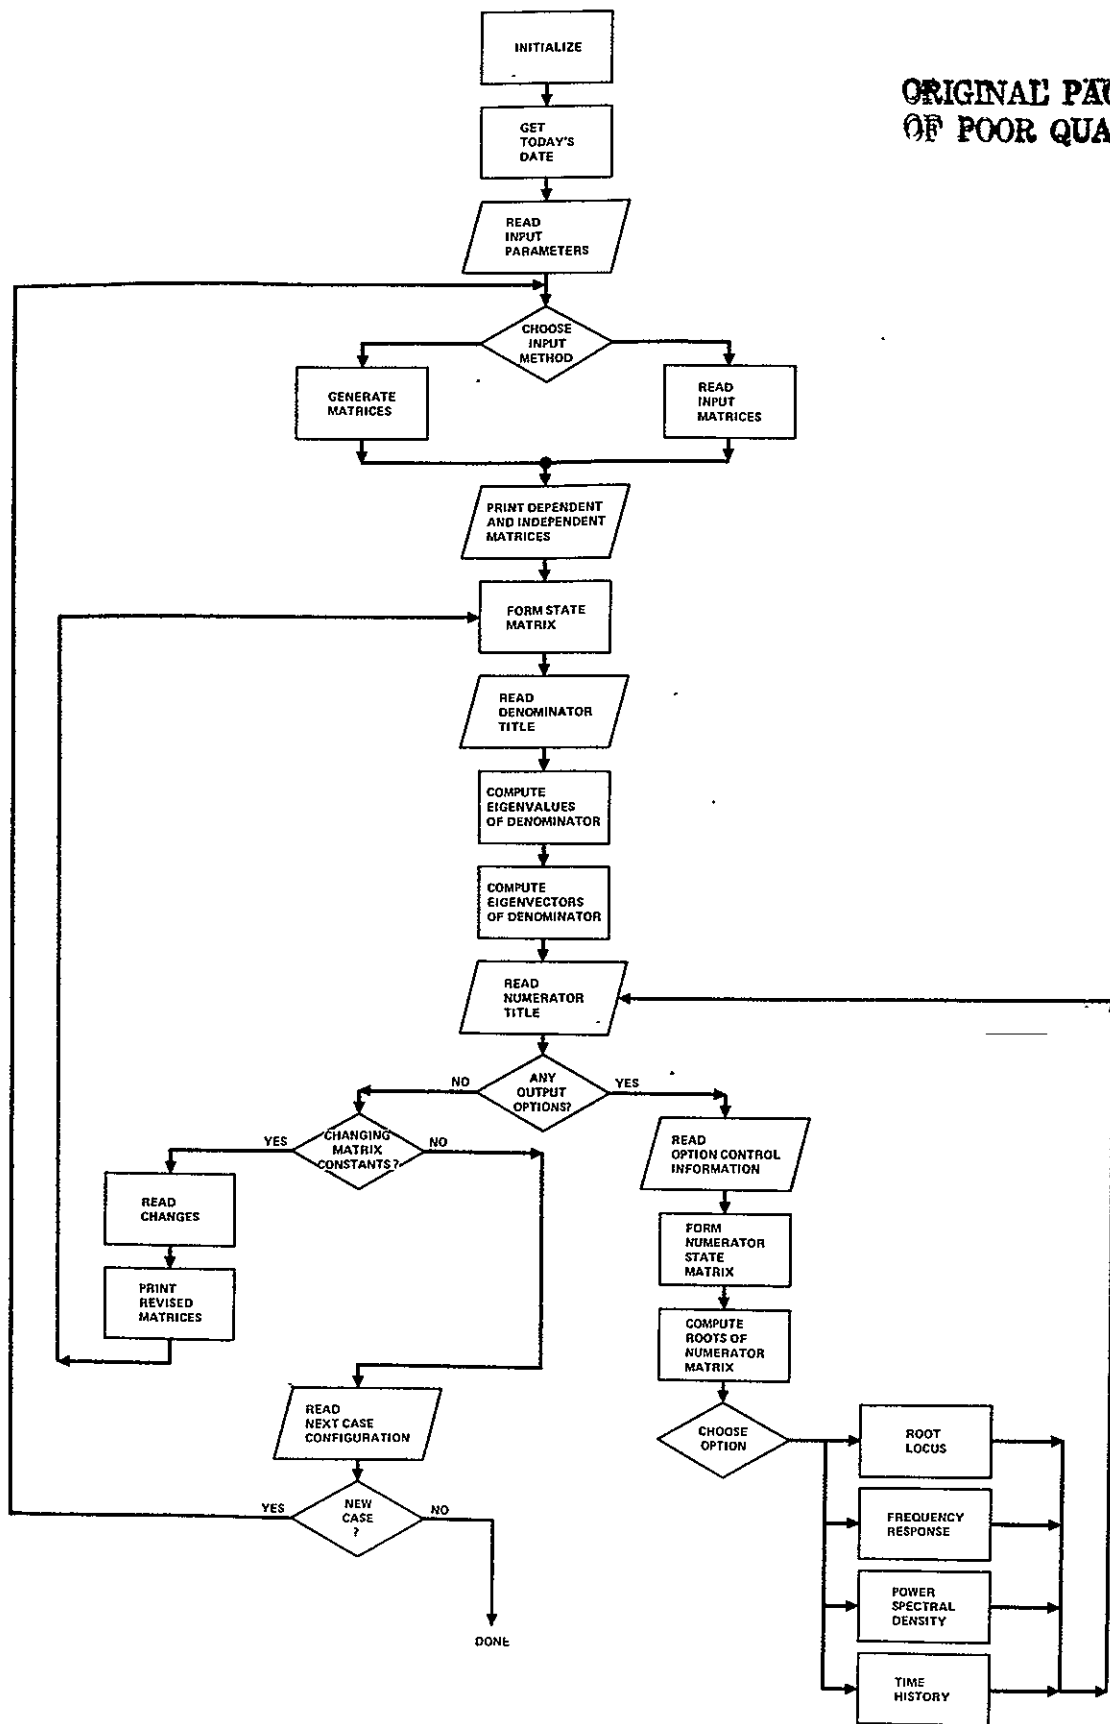 INITIALIZE
ORIGINAL PAG
OF POOR QUA
GET
TODAY'S
DATE
READ
INPUT
PARAMETERS
CHOOSE
INPUT
METHOD
GENERATE
MATRICES
READ
INPUT
MATRICES
PRINT DEPENDENT
AND INDEPENDENT
MATRICES
FORM STATE
MATRIX
READ
DENOMINATOR
TITLE
COMPUTE
EIGENVALUES
OF DENOMINATOR
COMPUTE
EIGENVECTORS
OF DENOMINATOR
READ
NUMERATOR
TITLE
NO
ANY
OUTPUT
OPTIONS?
YES
YES
CHANGING
MATRIX
CONSTANTS?
NO
READ
OPTION CONTROL
INFORMATION
READ
CHANGES
FORM
NUMERATOR
STATE
MATRIX
PRINT
REVISED
MATRICES
COMPUTE
ROOTS OF
NUMERATOR
MATRIX
READ
NEXT CASE
CONFIGURATION
CHOOSE
OPTION
ROOT
LOCUS
YES
NEW
CASE
?
NO
FREQUENCY
RESPONSE
POWER
SPECTRAL
DENSITY
DONE
TIME
HISTORY